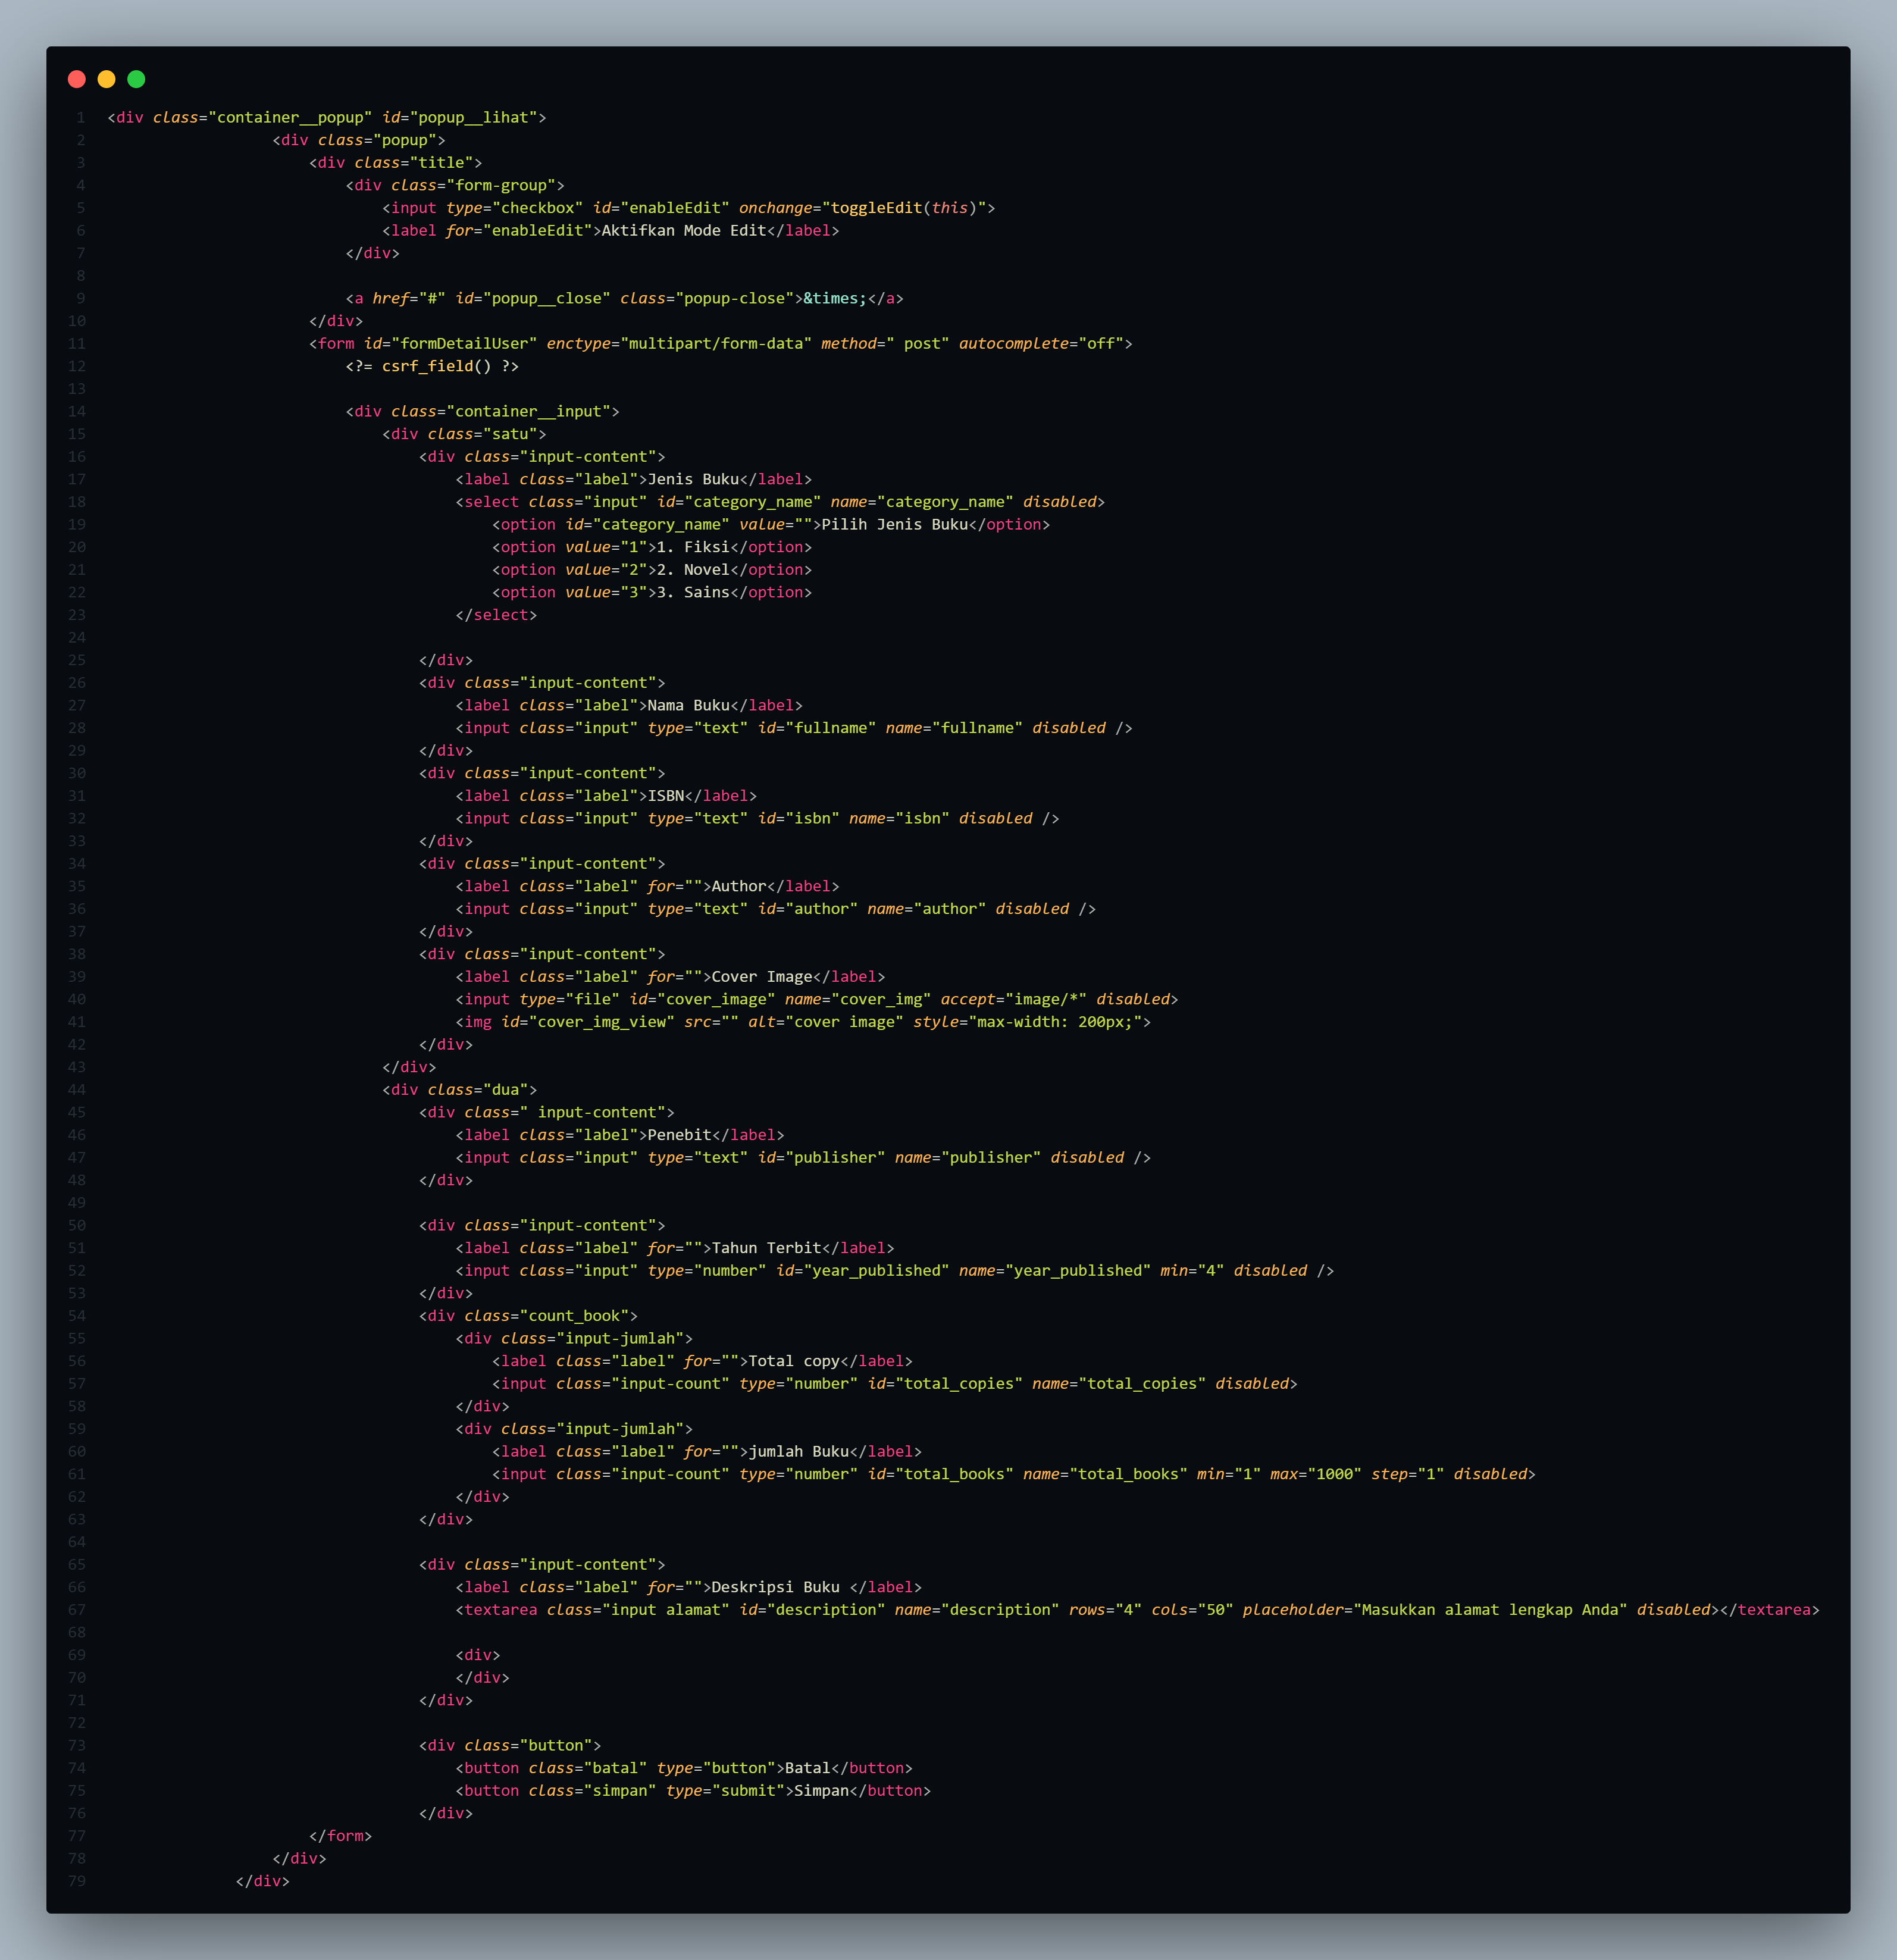 1 <div class="container__popup" id="popup__lihat">
2 <div class="popup">
3 <div class="title">
4 <div class="form-group">
5 <input type="checkbox" id="enableEdit" onchange="toggleEdit(this)">
6 <label for="enableEdit">Aktifkan Mode Edit</label>
7 </div>
8
9 <a href="#" id="popup__close" class="popup-close">&times;</a>
10 </div>
11 <form id="formDetailUser" enctype="multipart/form-data" method=" post" autocomplete="off">
12 <?= csrf_field() ?>
13
14 <div class="container__input">
15 <div class="satu">
16 <div class="input-content">
17 <label class="label">Jenis Buku</label>
18 <select class="input" id="category_name" name="category_name" disabled>
19 <option id="category_name" value="">Pilih Jenis Buku</option>
20 <option value="1">1. Fiksi</option>
21 <option value="2">2. Novel</option>
22 <option value="3">3. Sains</option>
23 </select>
24
25 </div>
26 <div class="input-content">
27 <label class="label">Nama Buku</label>
28 <input class="input" type="text" id="fullname" name="fullname" disabled />
29 </div>
30 <div class="input-content">
31 <label class="label">ISBN</label>
32 <input class="input" type="text" id="isbn" name="isbn" disabled />
33 </div>
34 <div class="input-content">
35 <label class="label" for="">Author</label>
36 <input class="input" type="text" id="author" name="author" disabled />
37 </div>
38 <div class="input-content">
39 <label class="label" for="">Cover Image</label>
40 <input type="file" id="cover_image" name="cover_img" accept="image/*" disabled>
41 <img id="cover_img_view" src="" alt="cover image" style="max-width: 200px;">
42 </div>
43 </div>
44 <div class="dua">
45 <div class=" input-content">
46 <label class="label">Penebit</label>
47 <input class="input" type="text" id="publisher" name="publisher" disabled />
48 </div>
49
50 <div class="input-content">
51 <label class="label" for="">Tahun Terbit</label>
52 <input class="input" type="number" id="year_published" name="year_published" min="4" disabled />
53 </div>
54 <div class="count_book">
55 <div class="input-jumlah">
56 <label class="label" for="">Total copy</label>
57 <input class="input-count" type="number" id="total_copies" name="total_copies" disabled>
58 </div>
59 <div class="input-jumlah">
60 <label class="label" for="">jumlah Buku</label>
61 <input class="input-count" type="number" id="total_books" name="total_books" min="1" max="1000" step="1" disabled>
62 </div>
63 </div>
64
65 <div class="input-content">
66 <label class="label" for="">Deskripsi Buku </label>
67 <textarea class="input alamat" id="description" name="description" rows="4" cols="50" placeholder="Masukkan alamat lengkap Anda" disabled></textarea>
68
69 <div>
70 </div>
71 </div>
72
73 <div class="button">
74 <button class="batal" type="button">Batal</button>
75 <button class="simpan" type="submit">Simpan</button>
76 </div>
77 </form>
78 </div>
79 </div>